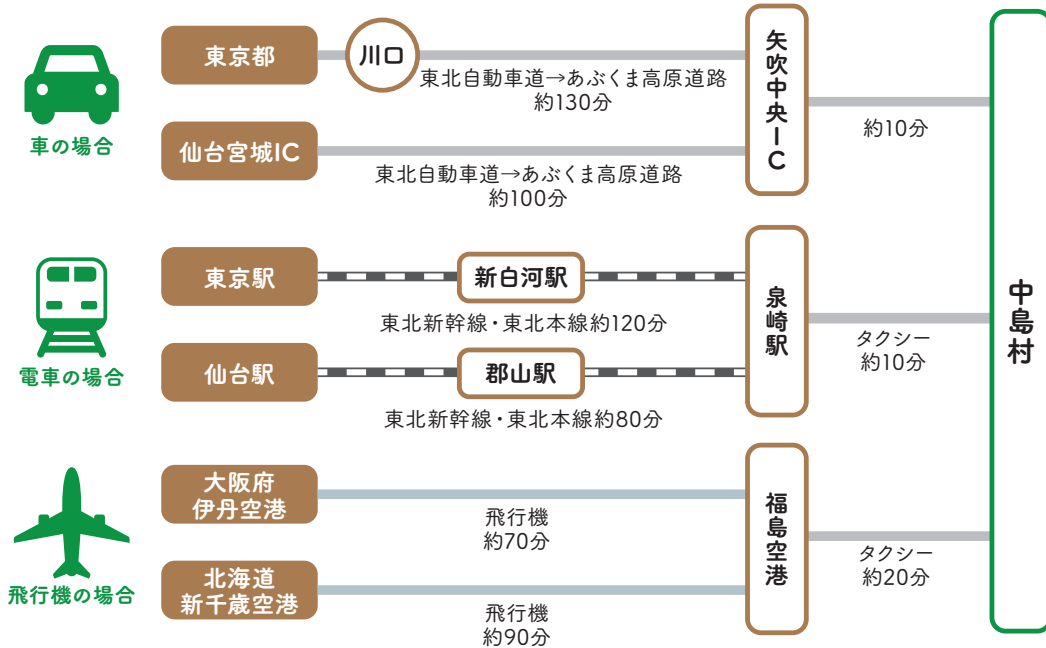 車の場合
東京都
川口
東北自動車道→あぶくま高原道路
約130分
仙台宮城IC
東北自動車道→あぶくま高原道路
約100分
矢吹中央IC
約10分
電車の場合
東京駅
新白河駅
東北新幹線・東北本線約120分
仙台駅
郡山駅
東北新幹線・東北本線約80分
泉崎駅
タクシー
約10分
飛行機の場合
大阪府
伊丹空港
飛行機
約70分
北海道
新千歳空港
飛行機
約90分
福島空港
タクシー
約20分
中島村